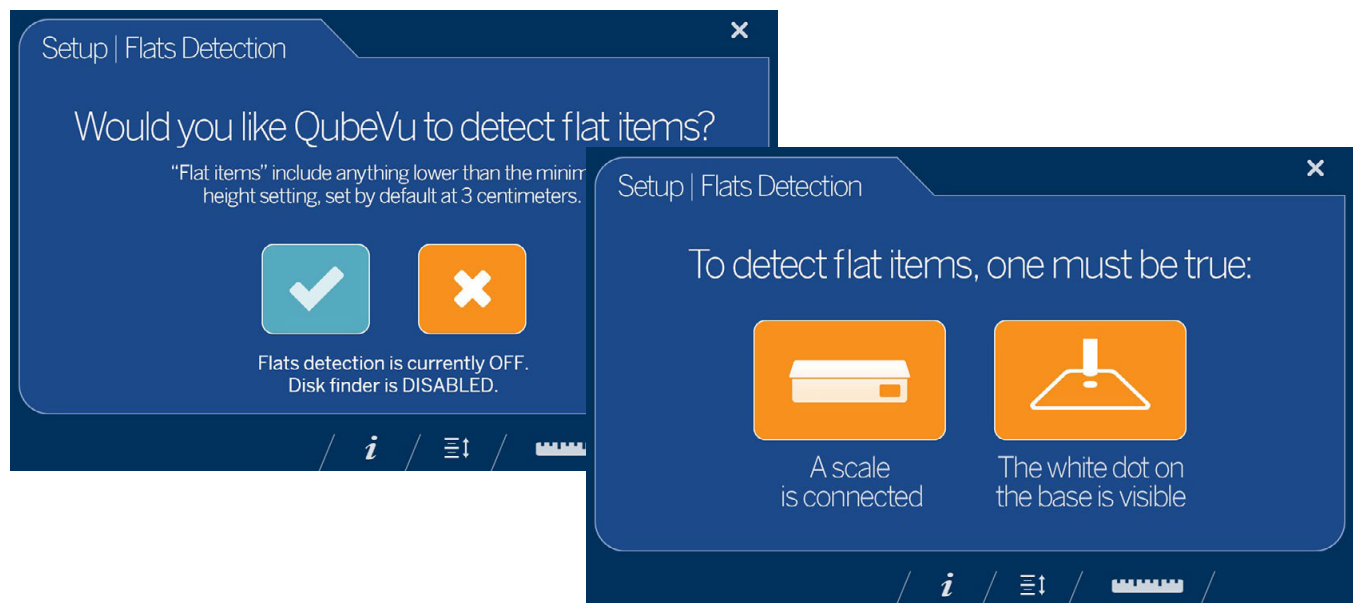 Setup | Flats Detection
Would you like QubeVu to detect flat items?
“Flat items” include anything lower than the
height setting, set by default at 3 centimeters.
Flats detection is currently OFF.
Disk finder is DISABLED.
Setup | Flats Detection
To detect flat items, one must be true:
A scale
is connected
The white dot on
the base is visible